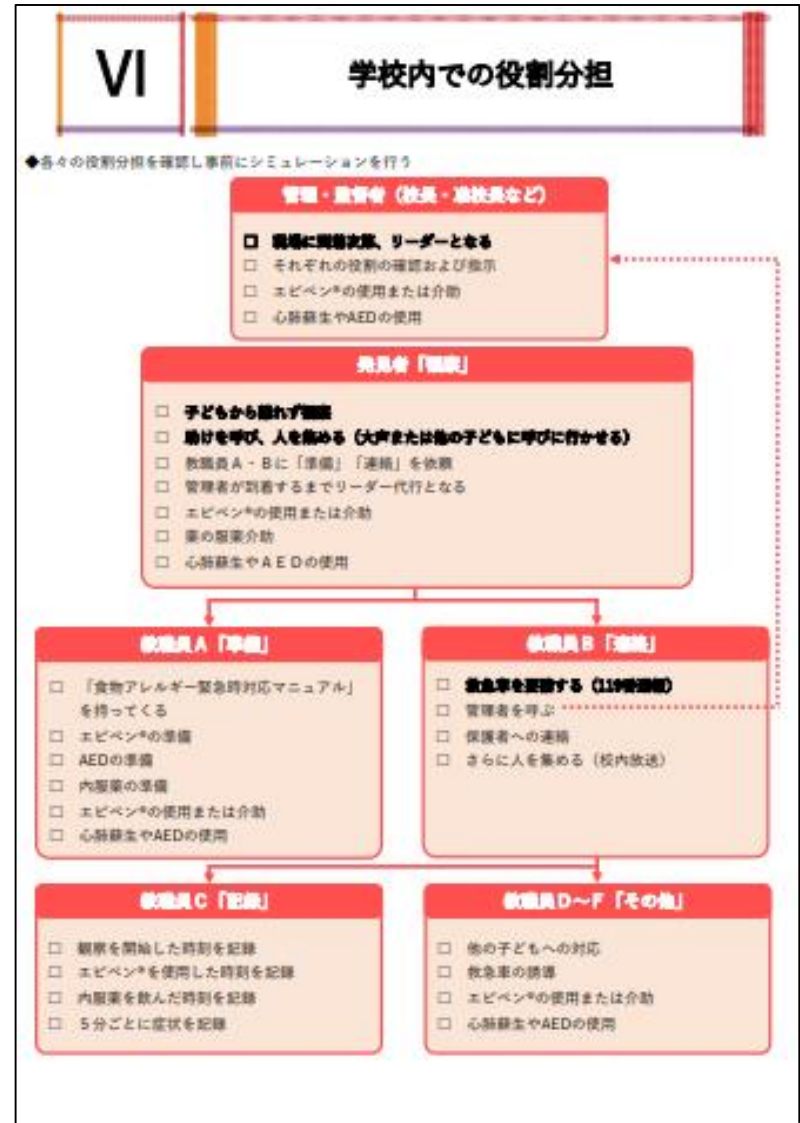 VI
学校内での役割分担
◆各々の役割分担を確認し事前にシミュレーションを行う
管理・監督者（校長・准校長など）
□ 現場に到着次第、リーダーとなる
□ それぞれの役割の確認および指示
□ エピペン®の使用または介助
□ 心肺蘇生やAEDの使用
発見者「観察」
□ 子どもから離れず観察
□ 助けを呼び、人を集める（大声または他の子どもに呼びに行かせる）
□ 教職員Ａ・Ｂに「準備」「連絡」を依頼
□ 管理者が到着するまでリーダー代行となる
□ エピペン®の使用または介助
□ 薬の服薬介助
□ 心肺蘇生やＡＥＤの使用
教職員Ａ「準備」
□ 「食物アレルギー緊急時対応マニュアル」
を持ってくる
□ エピペン®の準備
□ AEDの準備
□ 内服薬の準備
□ エピペン®の使用または介助
□ 心肺蘇生やAEDの使用
教職員Ｂ「連絡」
□ 救急車を要請する（119番通報）
□ 管理者を呼ぶ
□ 保護者への連絡
□ さらに人を集める（校内放送）
教職員Ｃ「記録」
□ 観察を開始した時刻を記録
□ エピペン®を使用した時刻を記録
□ 内服薬を飲んだ時刻を記録
□ ５分ごとに症状を記録
教職員Ｄ～Ｆ「その他」
□ 他の子どもへの対応
□ 救急車の誘導
□ エピペン®の使用または介助
□ 心肺蘇生やAEDの使用